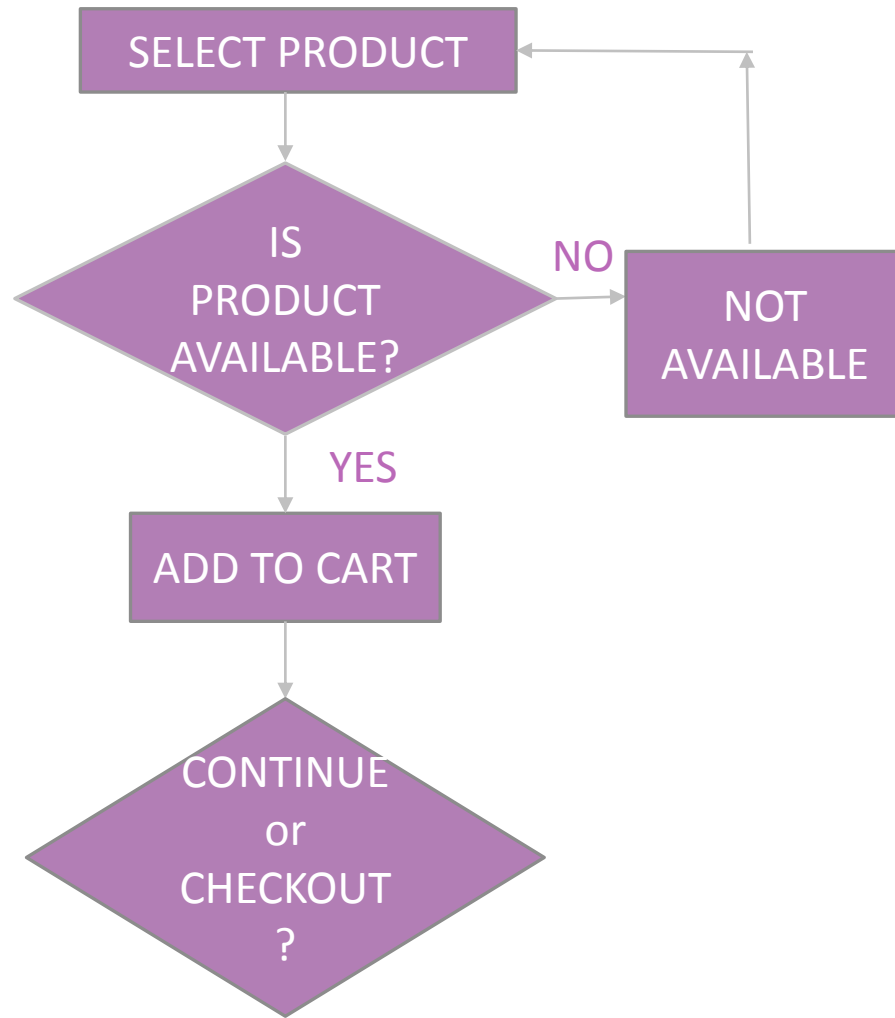 SELECT PRODUCT
IS
PRODUCT
AVAILABLE?
NO
NOT
AVAILABLE
YES
ADD TO CART
CONTINUE
or
CHECKOUT
?